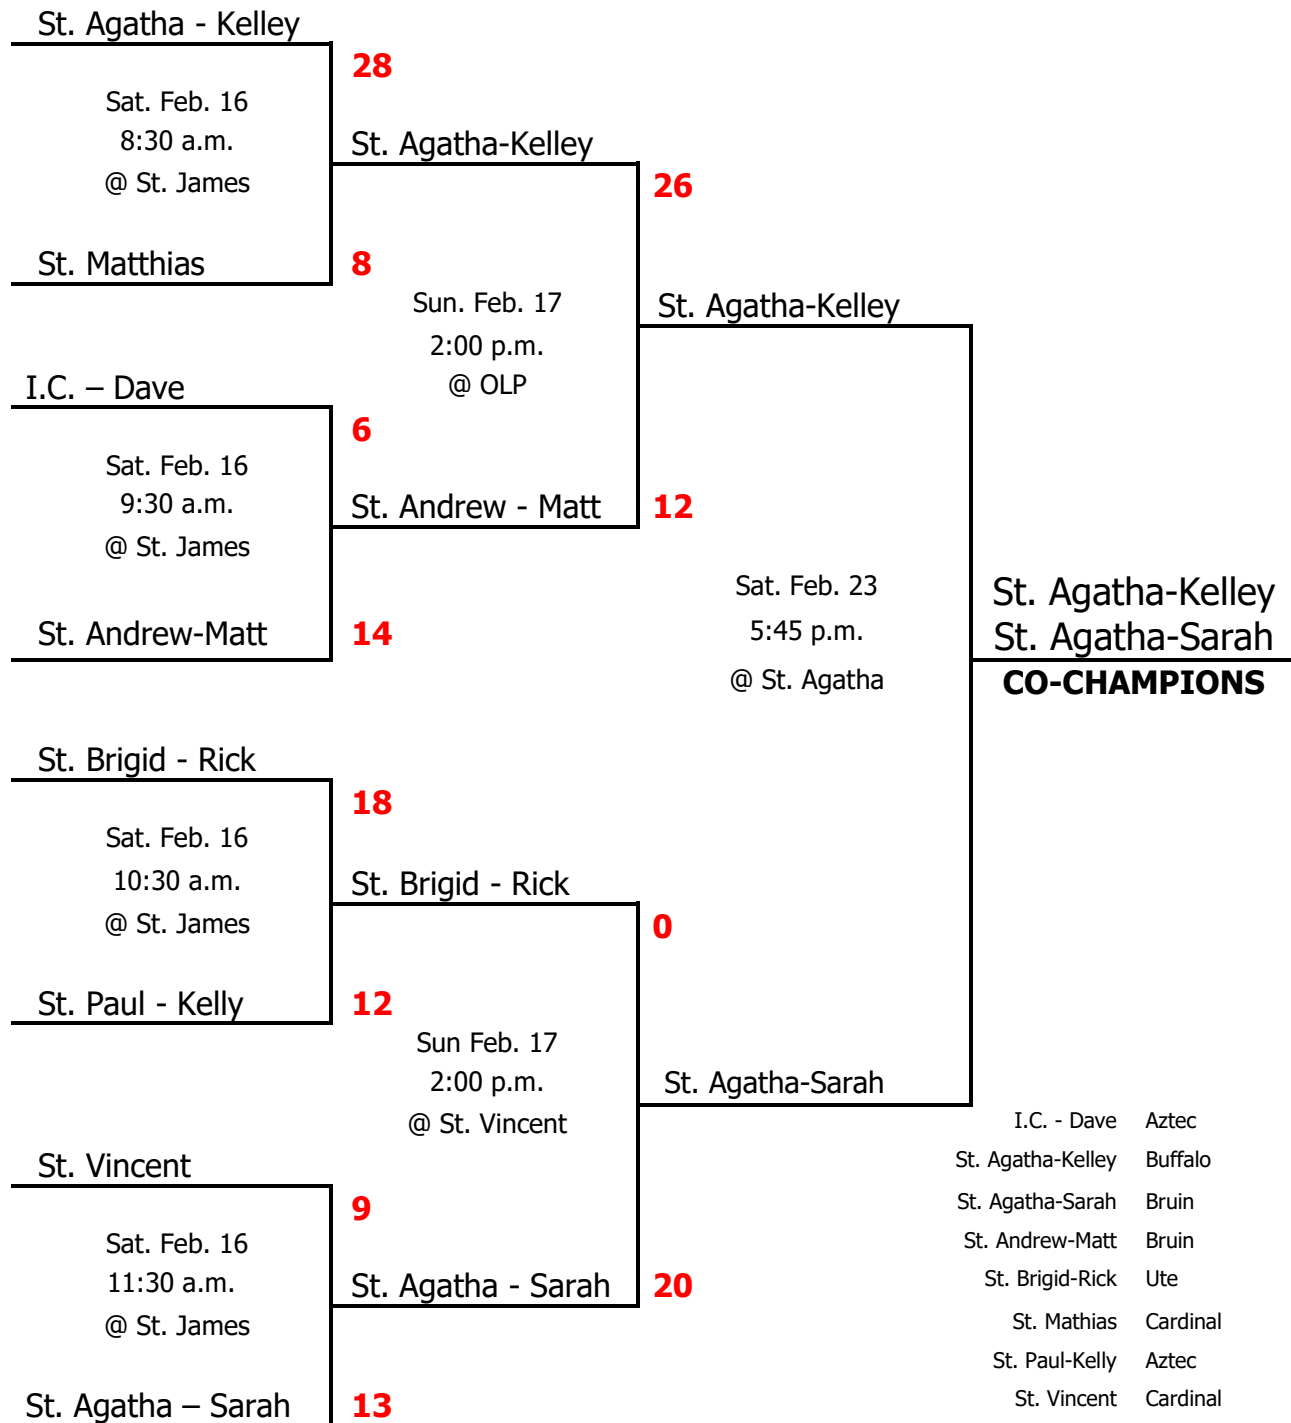 St. Agatha - Kelley
28
Sat. Feb. 16
8:30 a.m.
@ St. James
St. Agatha-Kelley
26
St. Matthias
8
Sun. Feb. 17
2:00 p.m.
@ OLP
St. Agatha-Kelley
I.C. – Dave
6
Sat. Feb. 16
9:30 a.m.
@ St. James
St. Andrew - Matt
12
St. Andrew-Matt
14
Sat. Feb. 23
5:45 p.m.
@ St. Agatha
St. Agatha-Kelley
St. Agatha-Sarah
CO-CHAMPIONS
St. Brigid - Rick
18
Sat. Feb. 16
10:30 a.m.
@ St. James
St. Brigid - Rick
0
St. Paul - Kelly
12
Sun Feb. 17
2:00 p.m.
@ St. Vincent
St. Agatha-Sarah
St. Vincent
9
Sat. Feb. 16
11:30 a.m.
@ St. James
St. Agatha - Sarah
20
St. Agatha – Sarah
13
I.C. - Dave Aztec
St. Agatha-Kelley Buffalo
St. Agatha-Sarah Bruin
St. Andrew-Matt Bruin
St. Brigid-Rick Ute
St. Mathias Cardinal
St. Paul-Kelly Aztec
St. Vincent Cardinal